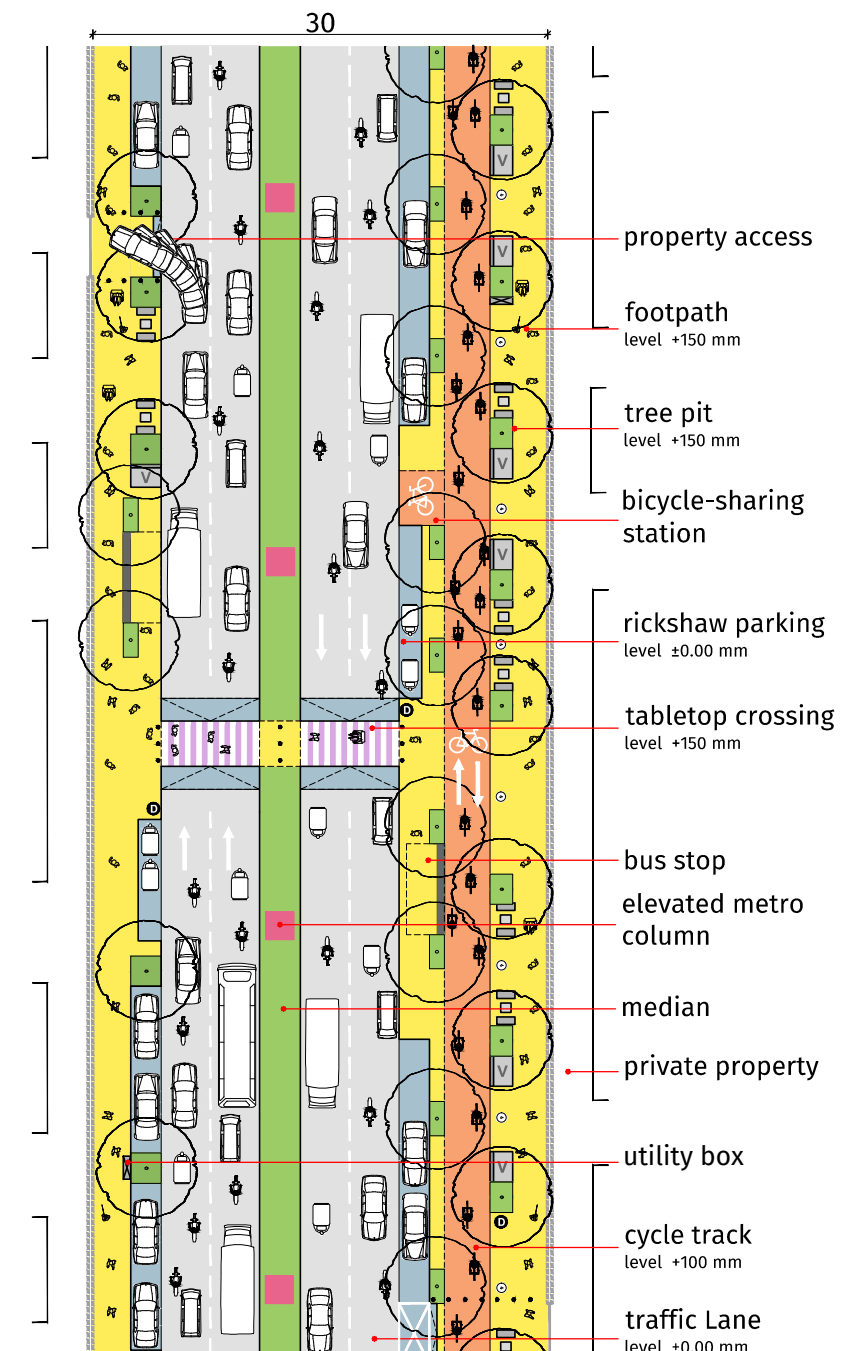 30
V
property access
V
footpath
level +150 mm
tree pit
level +150 mm
V
V
bicycle-sharing
station
V
rickshaw parking
level ±0.00 mm
D
tabletop crossing
level +150 mm
D
bus stop
elevated metro
column
median
V
private property
utility box
V
D
cycle track
level +100 mm
traffic Lane
level ±0.00 mm